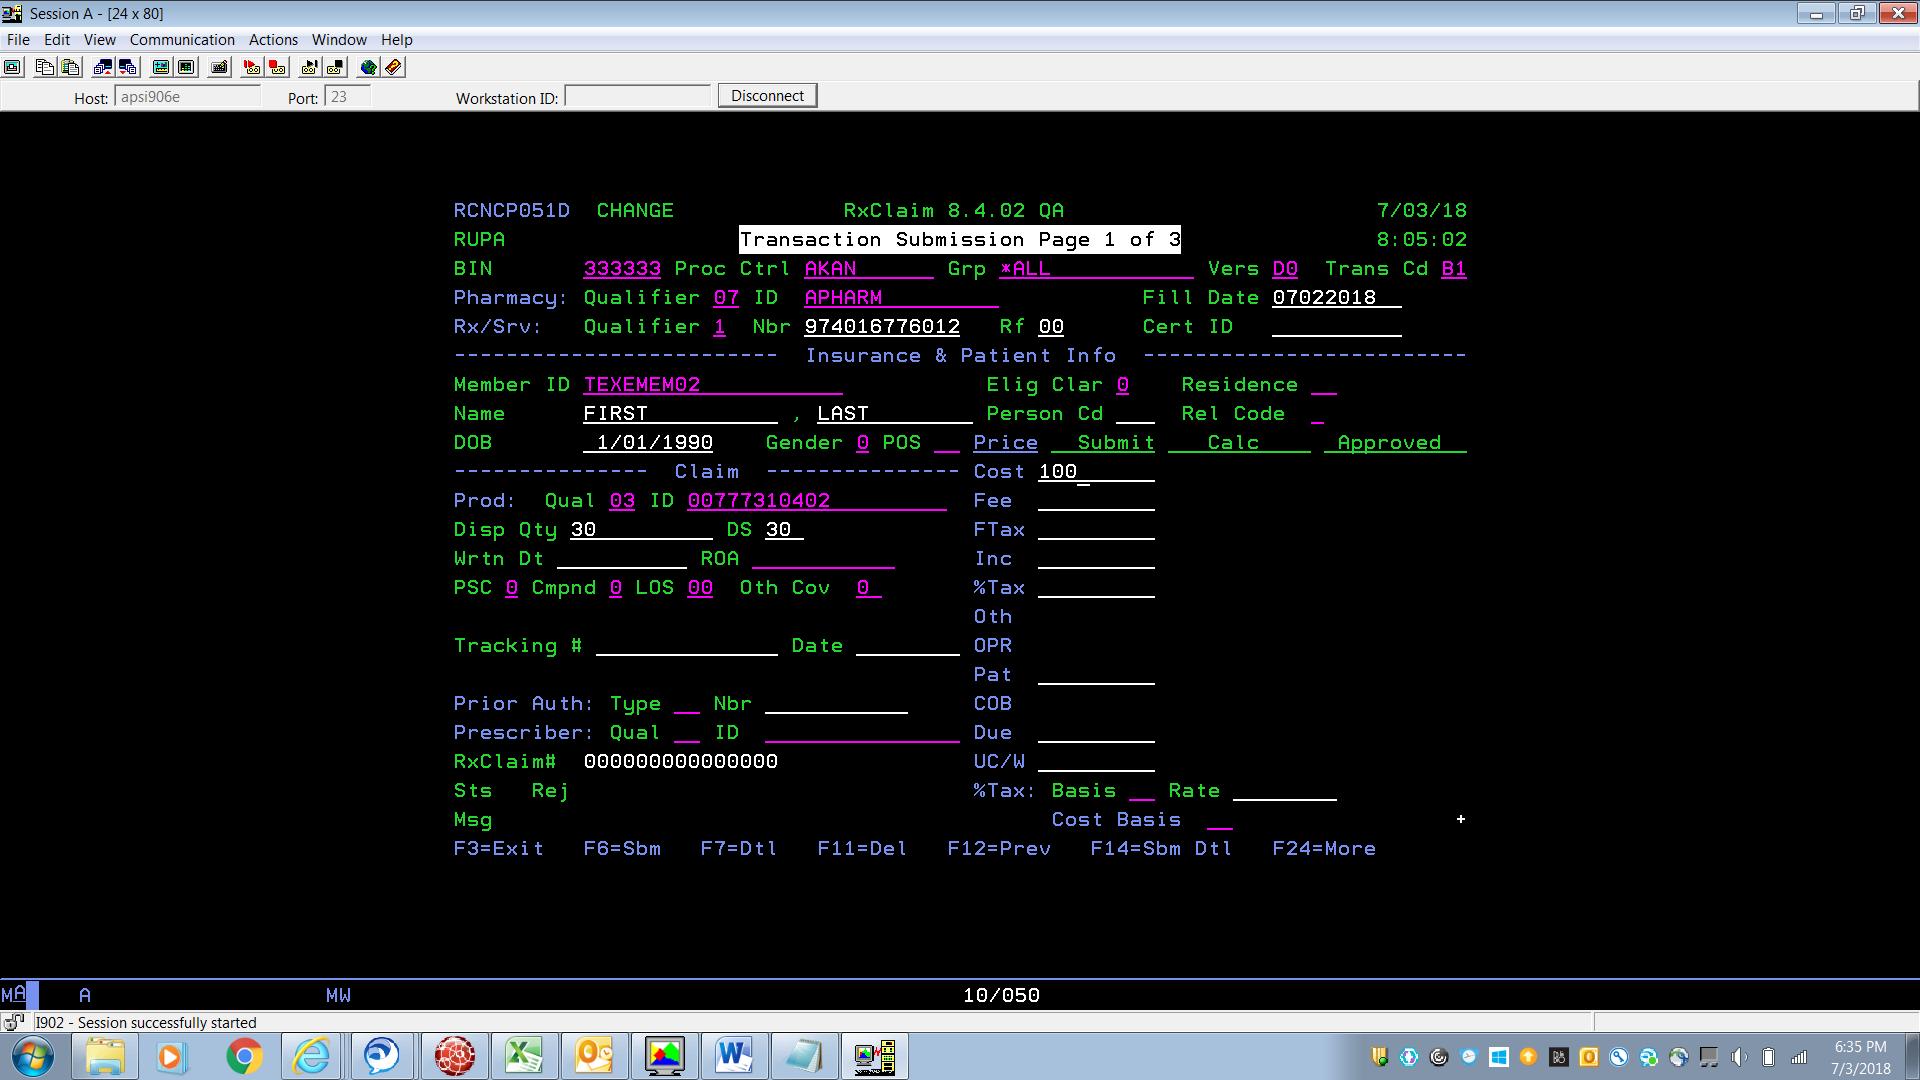 Session A - [24 x 80]
File Edit View Communication Actions Window Help
Host: apsi906e Port: 23 Workstation ID: Disconnect
RCNCP051D CHANGE RxClaim 8.4.02 QA 7/03/18
RUPA Transaction Submission Page 1 of 3 8:05:02
BIN 333333 Proc Ctrl AKAN Grp *ALL Vers D0 Trans Cd B1
Pharmacy: Qualifier 07 ID APHARM Fill Date 07022018
Rx/Srv: Qualifier 1 Nbr 974016776012 Rf 00 Cert ID
------------------------- Insurance & Patient Info -------------------------
Member ID TEXEMEM02 Elig Clar 0 Residence
Name FIRST , LAST Person Cd Rel Code
DOB 1/01/1990 Gender 0 POS Price Submit Calc Approved
--------------- Claim --------------- Cost 100
Prod: Qual 03 ID 00777310402 Fee
Disp Qty 30 DS 30 FTax
Wrtn Dt ROA Inc
PSC 0 Cmpnd 0 LOS 00 Oth Cov 0 %Tax
Oth
Tracking # Date OPR
Pat
Prior Auth: Type Nbr COB
Prescriber: Qual ID Due
RxClaim# 000000000000000 UC/W
Sts Rej %Tax: Basis Rate
Msg Cost Basis +
F3=Exit F6=Sbm F7=Dtl F11=Del F12=Prev F14=Sbm Dtl F24=More
MA A MW 10/050
I902 - Session successfully started
6:35 PM
7/3/2018